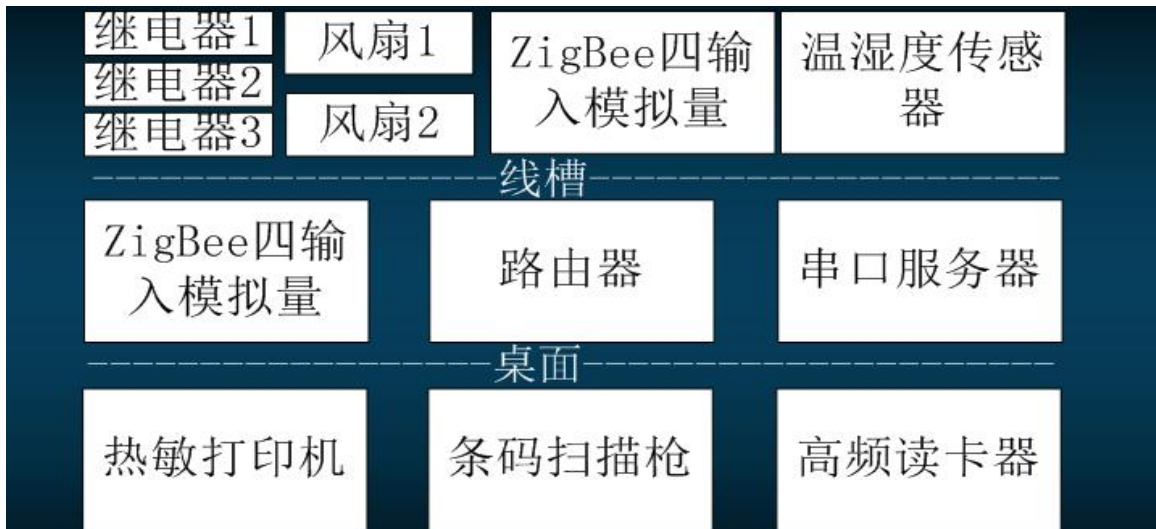 继电器1
继电器2
继电器3
风扇1
风扇2
ZigBee四输
入模拟量
温湿度传感
器
线槽
ZigBee四输
入模拟量
路由器
串口服务器
桌面
热敏打印机
条码扫描枪
高频读卡器